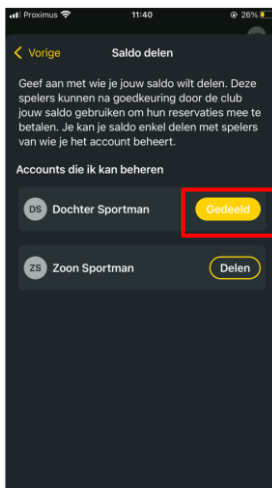 Proximus 11:40 26%
Vorige Saldo delen
Geef aan met wie je jouw saldo wilt delen. Deze
spelers kunnen na goedkeuring door de club
jouw saldo gebruiken om hun reservaties mee te
betalen. Je kan je saldo enkel delen met spelers
van wie je het account beheert.
Accounts die ik kan beheren
DS Dochter Sportman Gedeeld
ZS Zoon Sportman Delen